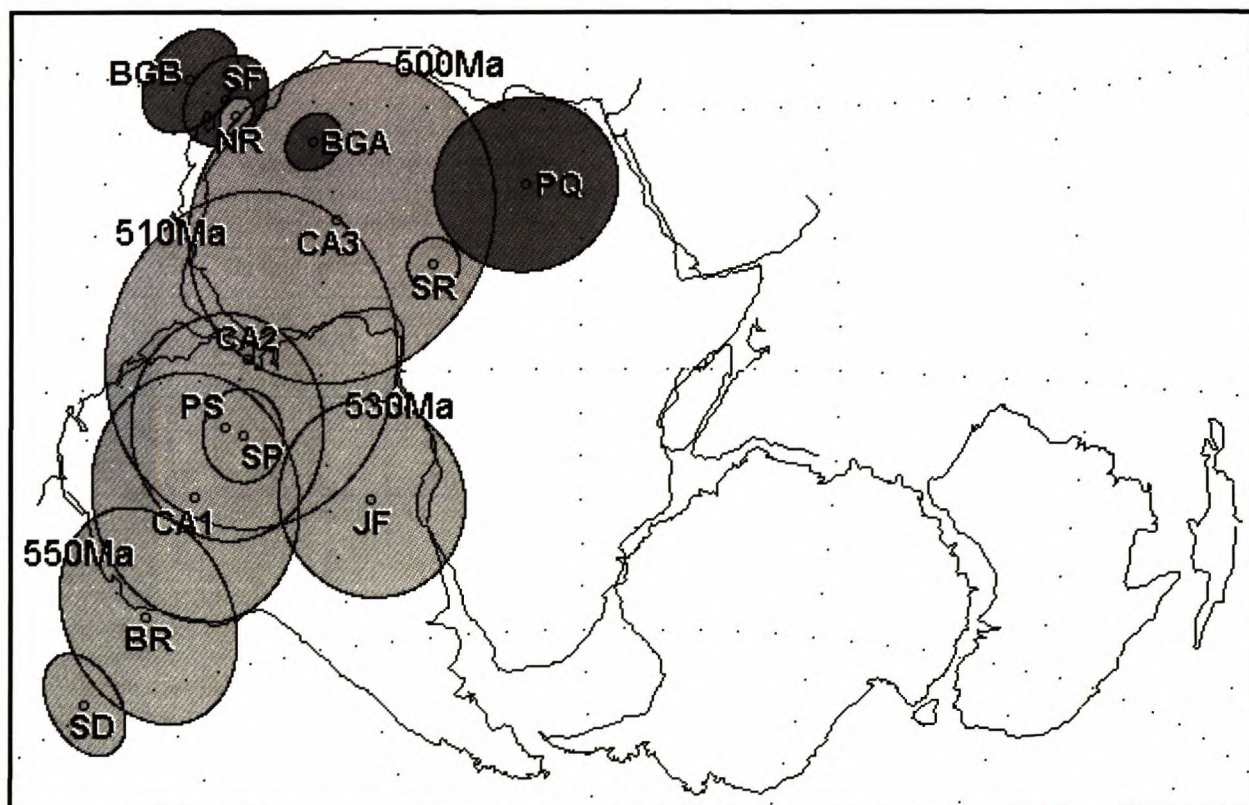 500Ma
BGB
SF
NR
BGA
PQ
510Ma
CA3
SR
CA2
PS
530Ma
SP
CA1
JF
550Ma
BR
SD